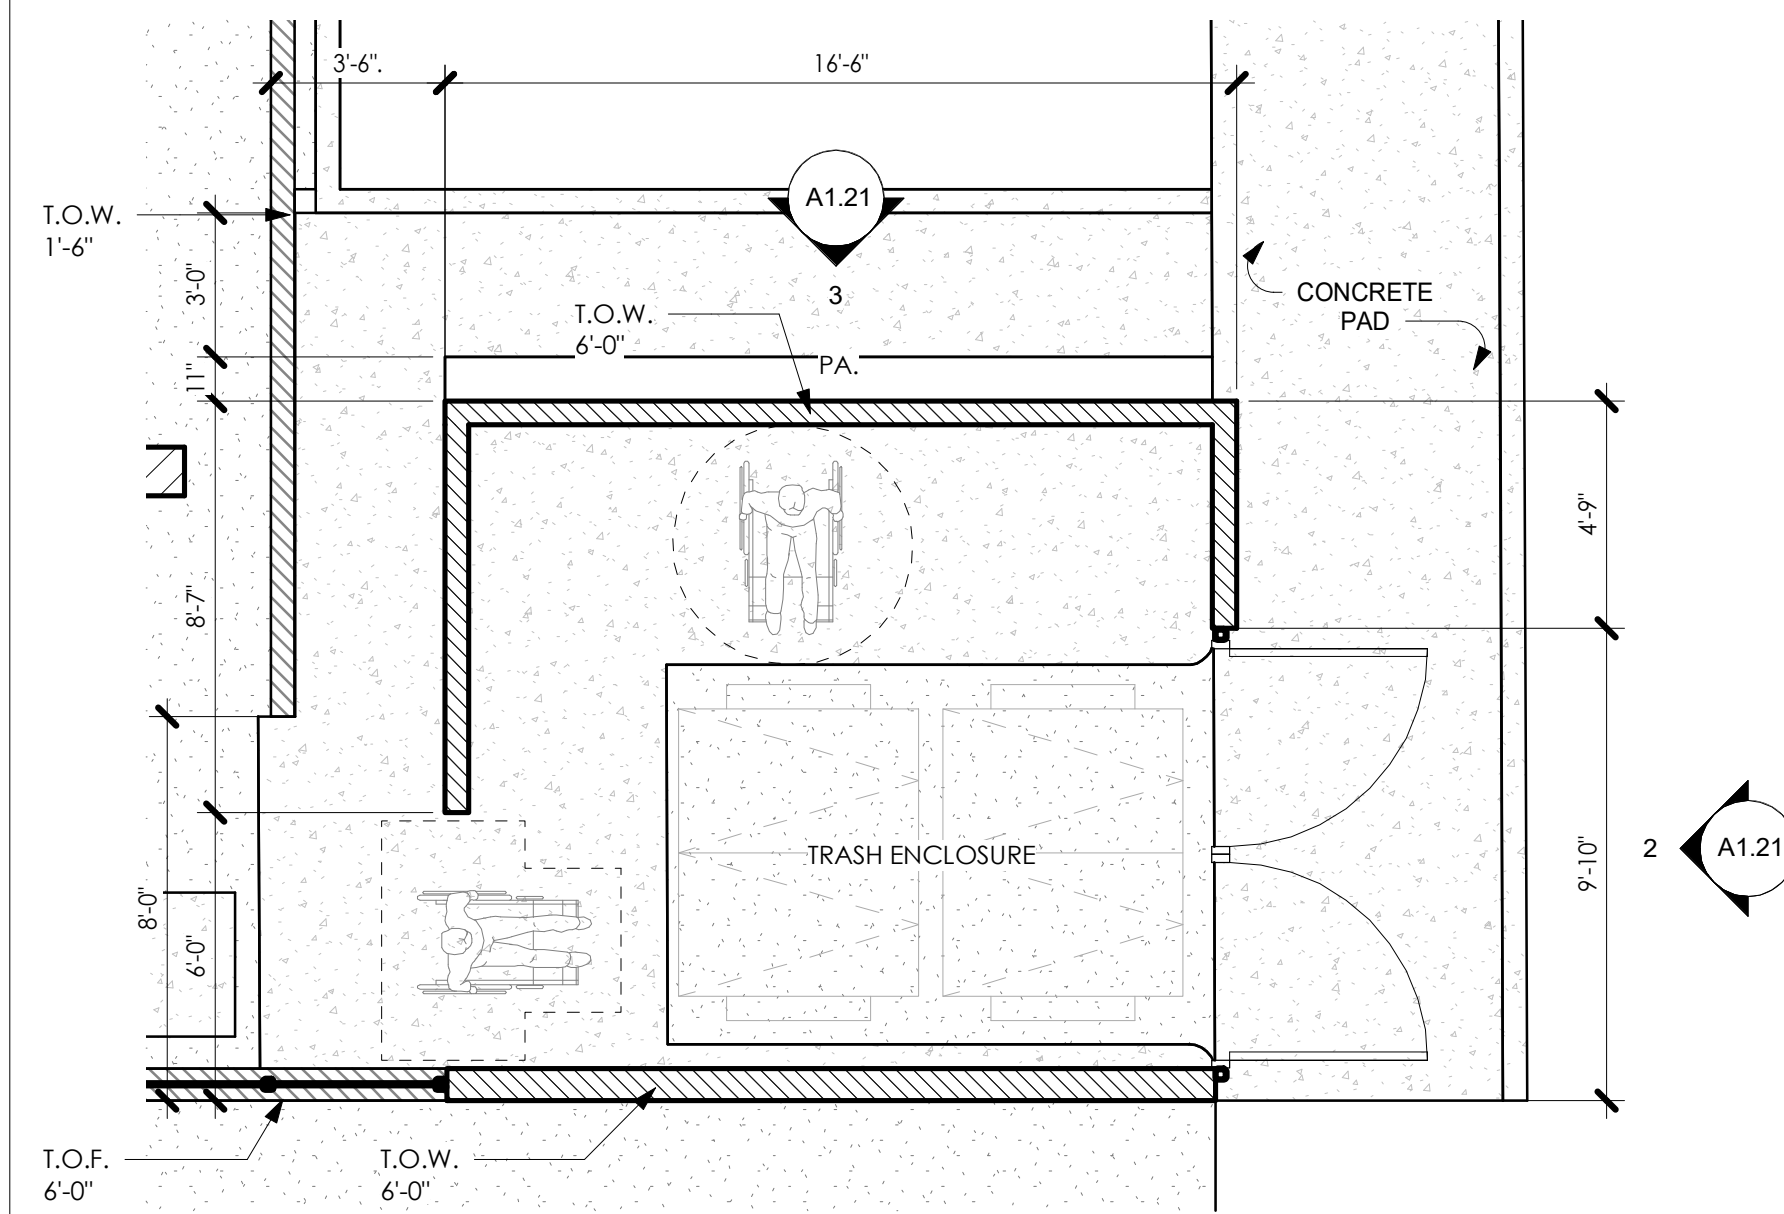 3'-6".
16'-6"
A1.21
T.O.W.
1'-6"
3'-0"
3
CONCRETE
PAD
T.O.W.
6'-0"
PA.
11"
4'-9"
8'-7"
TRASH ENCLOSURE
2
A1.21
9'-10"
8'-0"
6'-0"
T.O.F.
6'-0"
T.O.W.
6'-0"